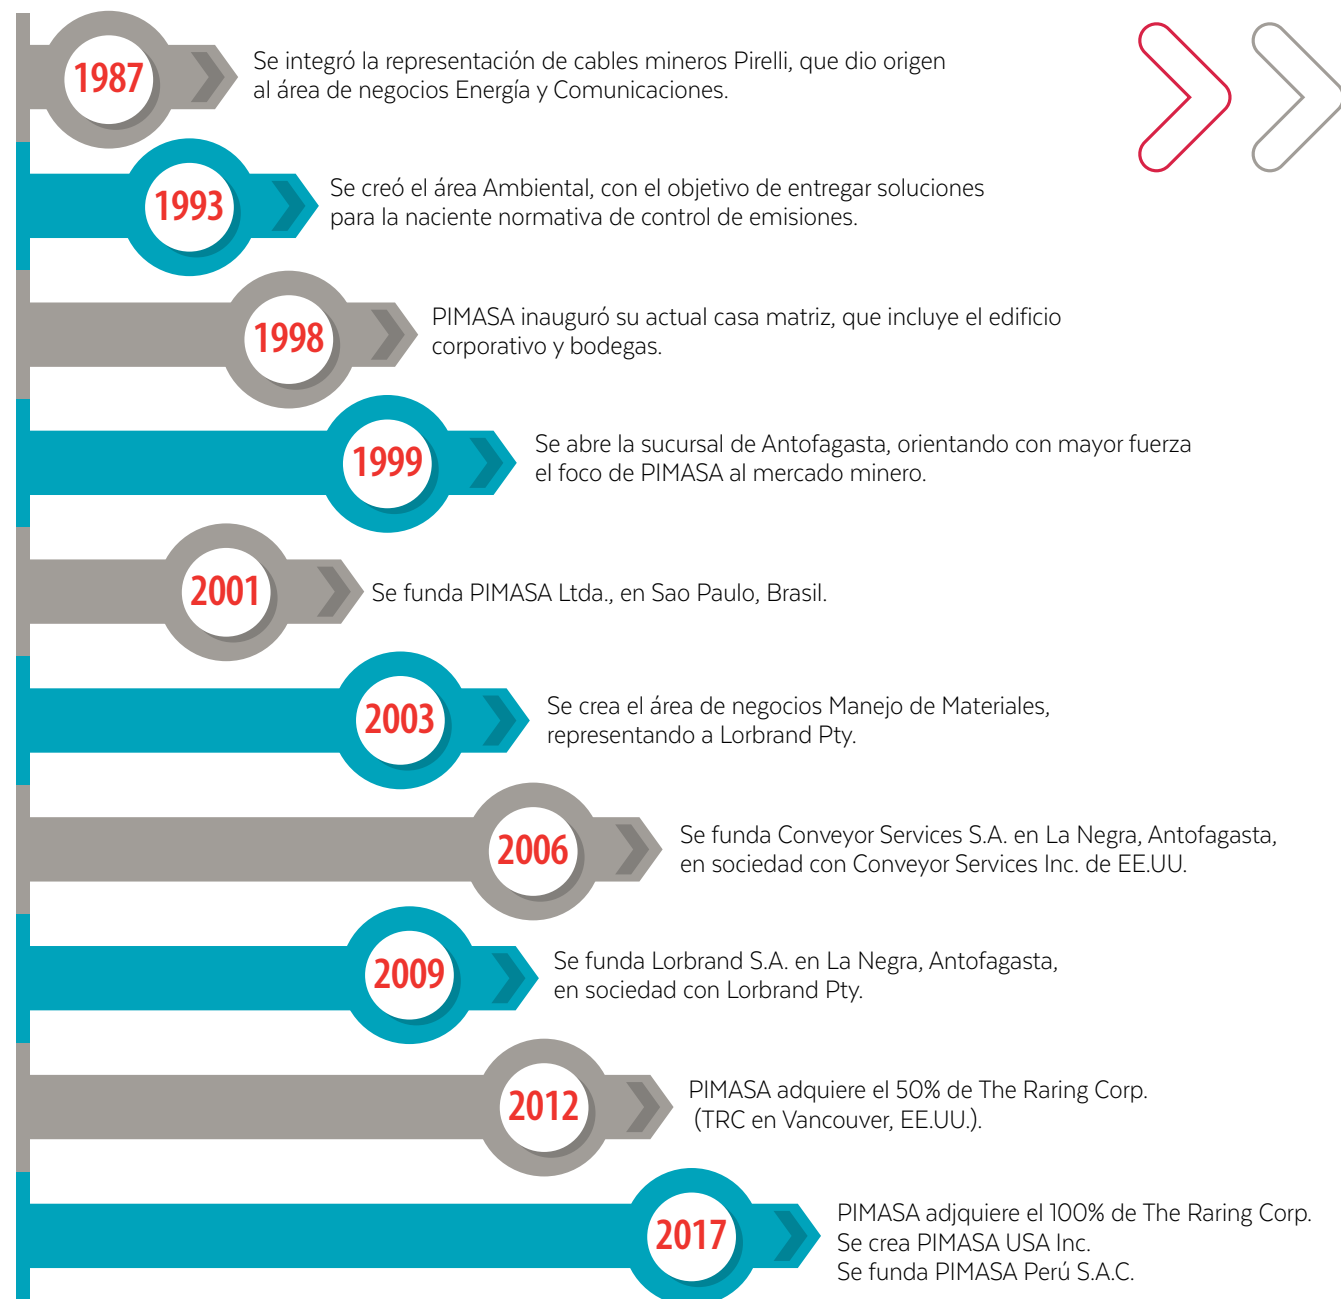 1987
Se integró la representación de cables mineros Pirelli, que dio origen
al área de negocios Energía y Comunicaciones.
1993
Se creó el área Ambiental, con el objetivo de entregar soluciones
para la naciente normativa de control de emisiones.
1998
PIMASA inauguró su actual casa matriz, que incluye el edificio
corporativo y bodegas.
1999
Se abre la sucursal de Antofagasta, orientando con mayor fuerza
el foco de PIMASA al mercado minero.
2001
Se funda PIMASA Ltda., en Sao Paulo, Brasil.
2003
Se crea el área de negocios Manejo de Materiales,
representando a Lorbrand Pty.
2006
Se funda Conveyor Services S.A. en La Negra, Antofagasta,
en sociedad con Conveyor Services Inc. de EE.UU.
2009
Se funda Lorbrand S.A. en La Negra, Antofagasta,
en sociedad con Lorbrand Pty.
2012
PIMASA adquiere el 50% de The Raring Corp.
(TRC en Vancouver, EE.UU.).
2017
PIMASA adjquiere el 100% de The Raring Corp.
Se crea PIMASA USA Inc.
Se funda PIMASA Perú S.A.C.